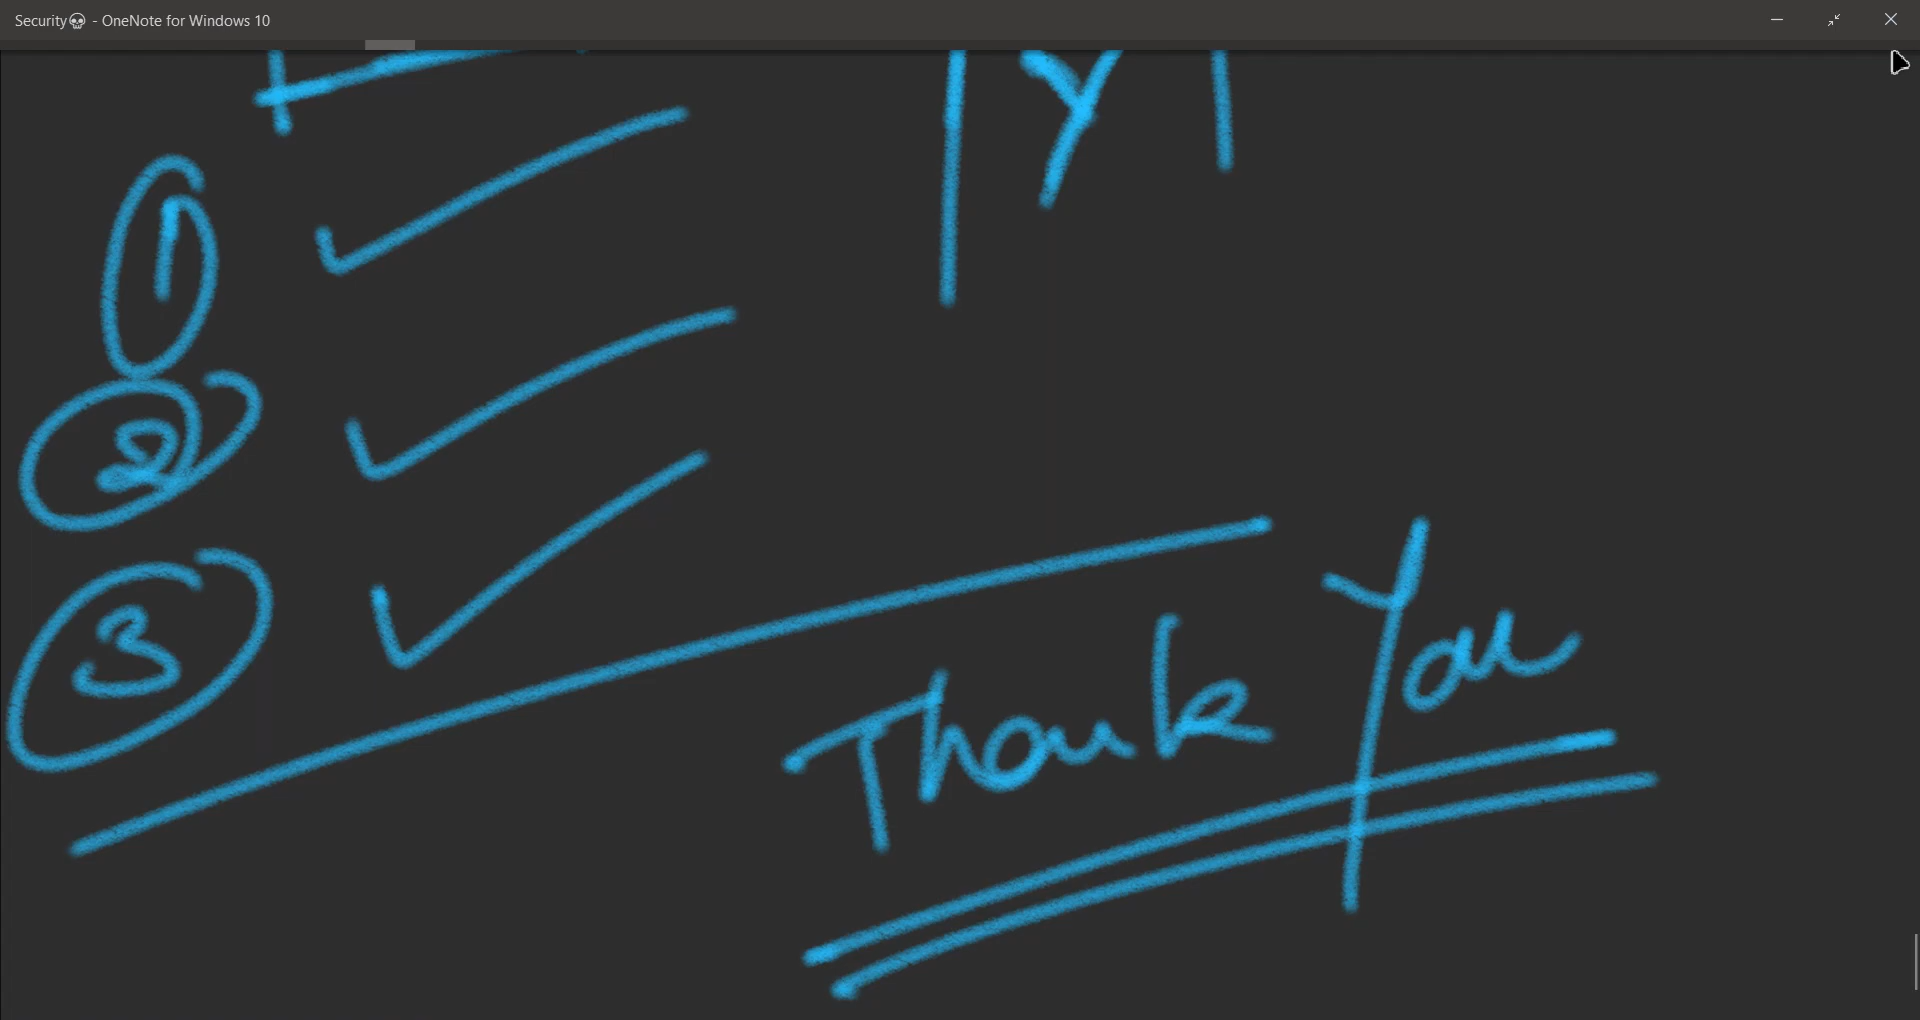 Security💀 - OneNote for Windows 10
1 ✓
2 ✓
3 ✓
Thank You